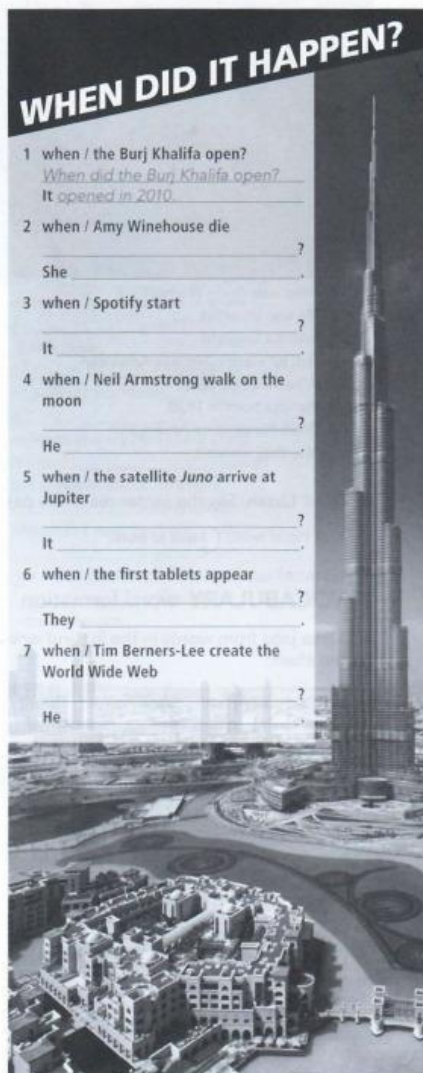 WHEN DID IT HAPPEN?
1 when / the Burj Khalifa open?
When did the Burj Khalifa open?
It opened in 2010.
2 when / Amy Winehouse die
?
She .
3 when / Spotify start
?
It .
4 when / Neil Armstrong walk on the
moon
?
He .
5 when / the satellite Juno arrive at
Jupiter
?
It .
6 when / the first tablets appear
?
They .
7 when / Tim Berners-Lee create the
World Wide Web
?
He .